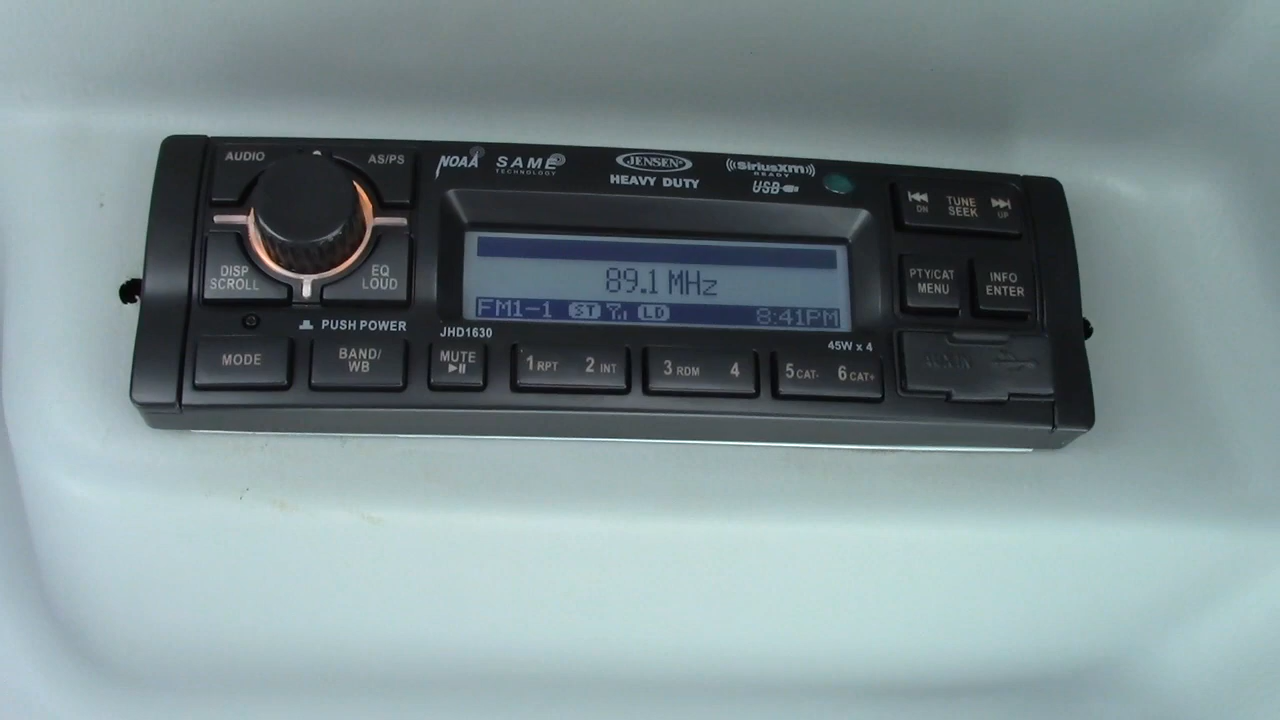 AUDIO
AS/PS
NOAA
SAME
TECHNOLOGY
JENSEN
HEAVY DUTY
((SiriusXM))
READY
USB
DN
TUNE
SEEK
UP
DISP
SCROLL
EQ
LOUD
89.1 MHz
FM1-1 ST LD 8:41PM
PTY/CAT
MENU
INFO
ENTER
PUSH POWER
JHD1630
45W x 4
MODE
BAND/
WB
MUTE
1 RPT 2 INT
3 RDM 4
5 CAT- 6 CAT+